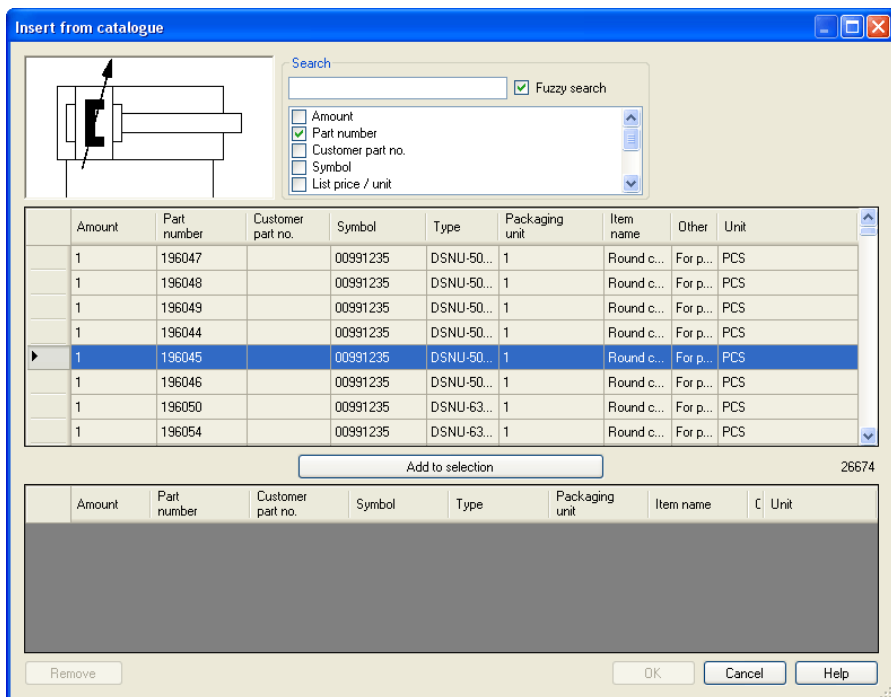 Insert from catalogue
Search
Fuzzy search
Amount
Part number
Customer part no.
Symbol
List price / unit
Amount Part number Customer part no. Symbol Type Packaging unit Item name Other Unit
1 196047 00991235 DSNU-50... 1 Round c... For p... PCS
1 196048 00991235 DSNU-50... 1 Round c... For p... PCS
1 196049 00991235 DSNU-50... 1 Round c... For p... PCS
1 196044 00991235 DSNU-50... 1 Round c... For p... PCS
1 196045 00991235 DSNU-50... 1 Round c... For p... PCS
1 196046 00991235 DSNU-50... 1 Round c... For p... PCS
1 196050 00991235 DSNU-63... 1 Round c... For p... PCS
1 196054 00991235 DSNU-63... 1 Round c... For p... PCS
Add to selection 26674
Amount Part number Customer part no. Symbol Type Packaging unit Item name Unit
Remove OK Cancel Help